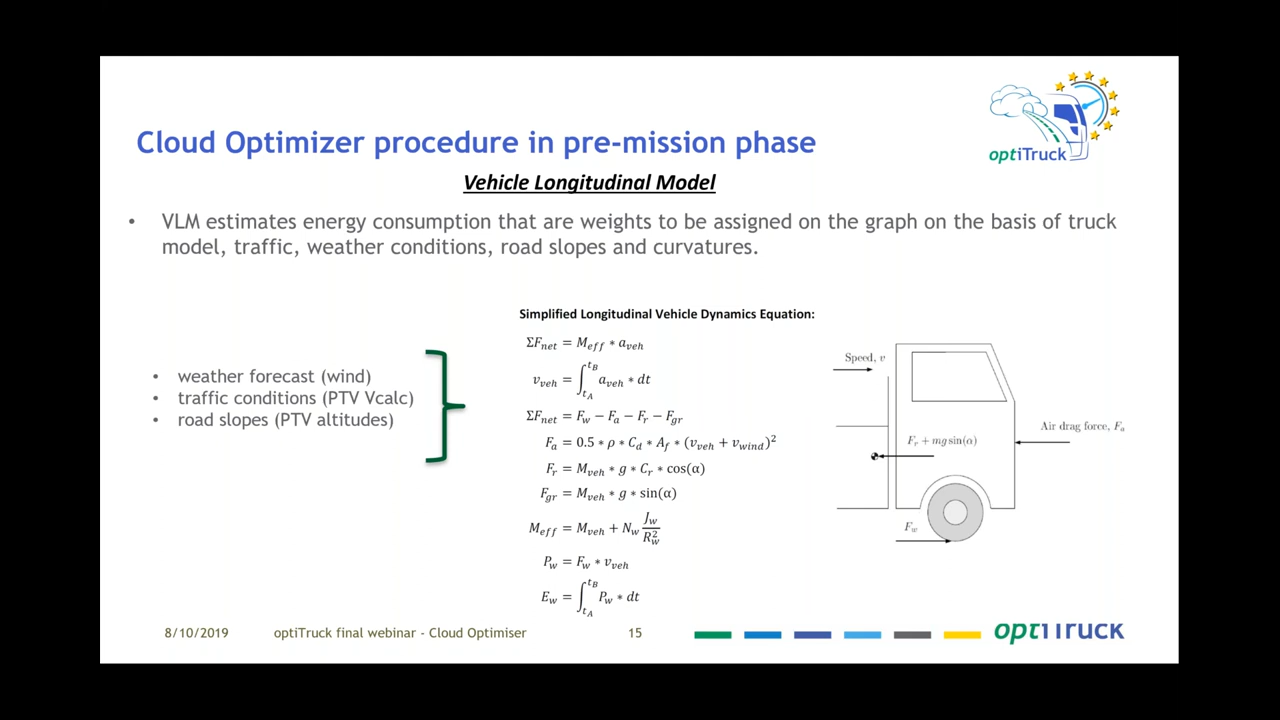 optiTruck
Cloud Optimizer procedure in pre-mission phase
Vehicle Longitudinal Model
• VLM estimates energy consumption that are weights to be assigned on the graph on the basis of truck
model, traffic, weather conditions, road slopes and curvatures.
• weather forecast (wind)
• traffic conditions (PTV Vcalc)
• road slopes (PTV altitudes)
Simplified Longitudinal Vehicle Dynamics Equation:
ΣF_net = M_eff * a_veh
v_veh = ∫_{t_A}^{t_B} a_veh * dt
ΣF_net = F_w − F_a − F_r − F_gr
F_a = 0.5 * ρ * C_d * A_f * (v_veh + v_wind)^2
F_r = M_veh * g * C_r * cos(α)
F_gr = M_veh * g * sin(α)
M_eff = M_veh + N_w J_w/R_w^2
P_w = F_w * v_veh
E_w = ∫_{t_A}^{t_B} P_w * dt
Speed, v
Air drag force, F_a
F_r + mg sin(α)
F_w
8/10/2019 optiTruck final webinar - Cloud Optimiser 15
optiTruck